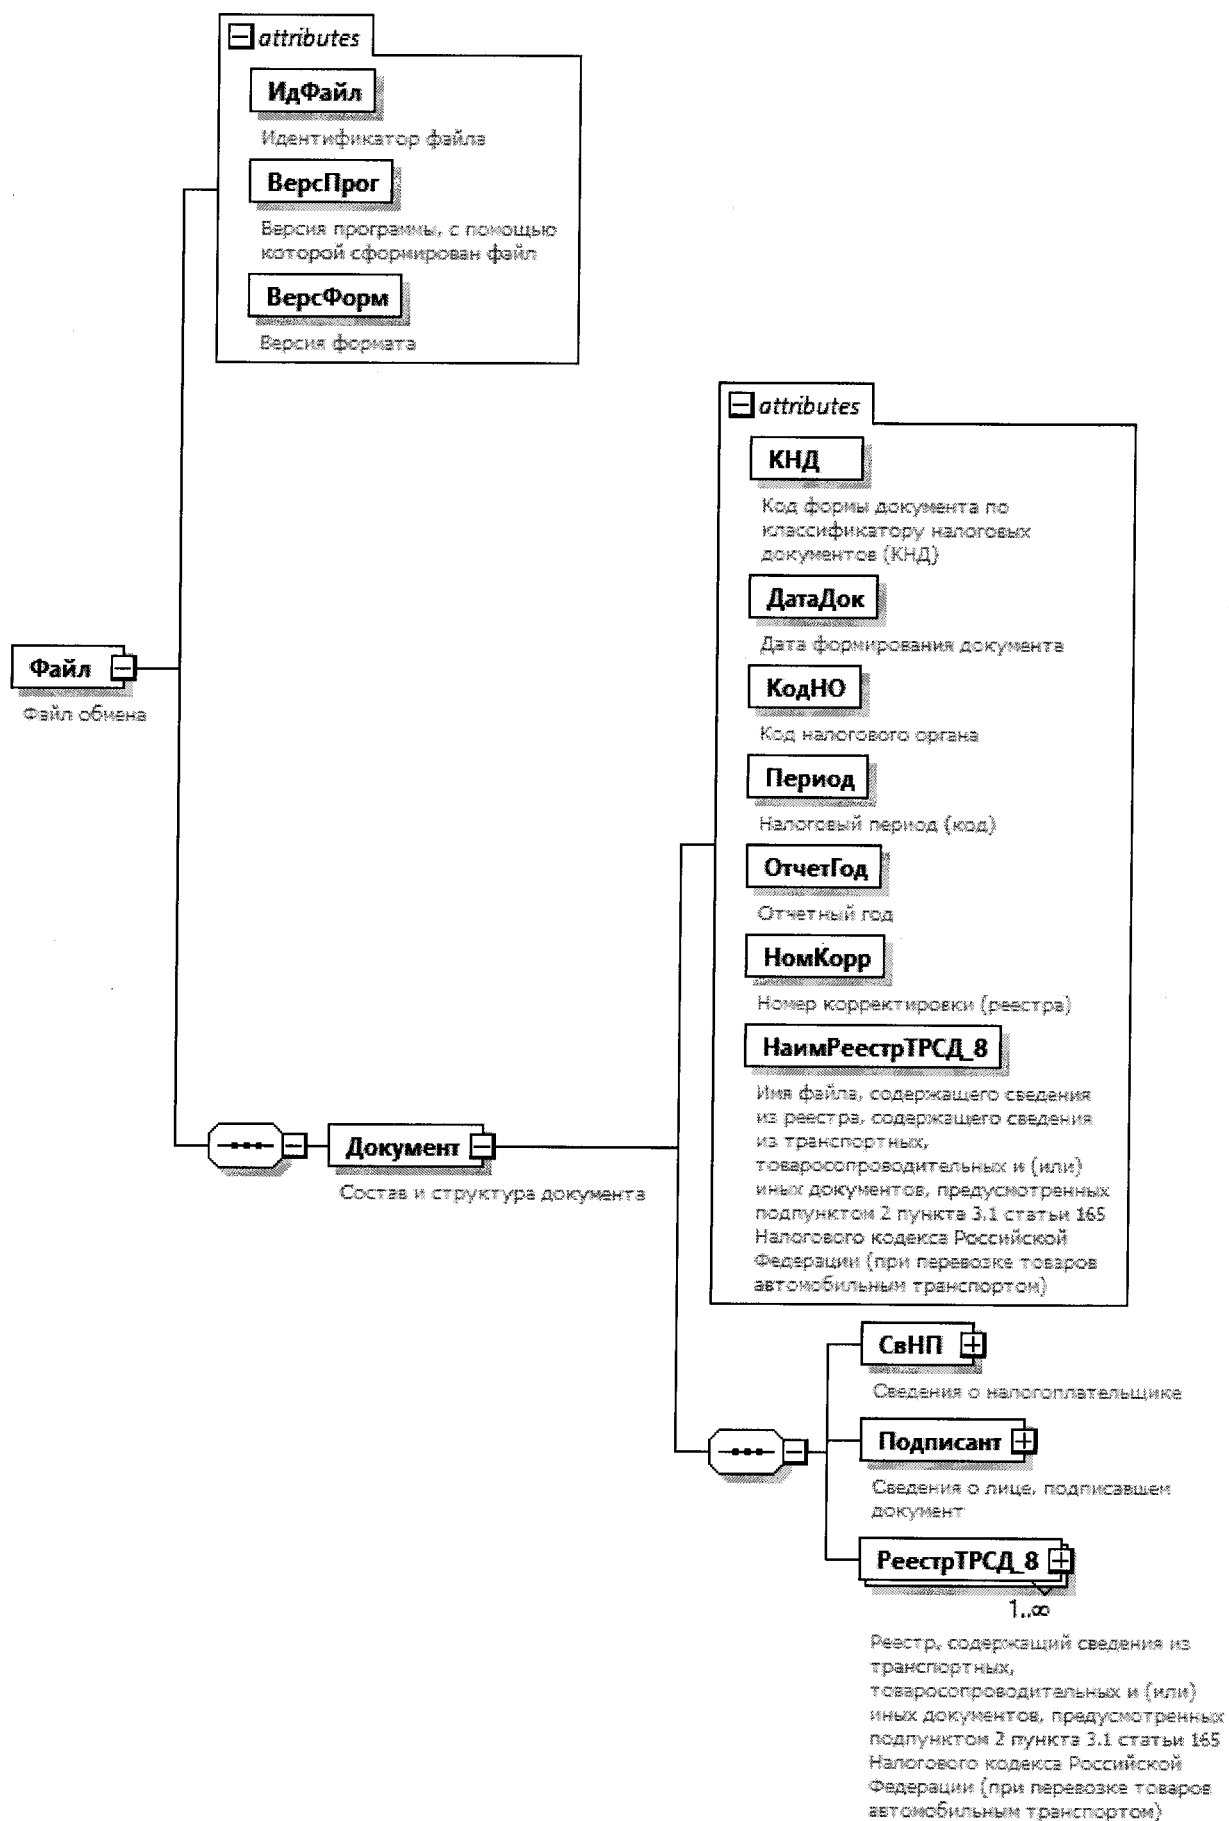 attributes
ИдФайл
Идентификатор файла
ВерсПрог
Версия программы, с помощью
которой сформирован файл
ВерсФорм
Версия формата
Файл
Файл обмена
attributes
КНД
Код формы документа по
классификатору налоговых
документов (КНД)
ДатаДок
Дата формирования документа
КодНО
Код налогового органа
Период
Налоговый период (код)
ОтчетГод
Отчетный год
НомКорр
Номер корректировки (реестра)
НаимРеестрТРСД_8
Имя файла, содержащего сведения
из реестра, содержащего сведения
из транспортных,
товаросопроводительных и (или)
иных документов, предусмотренных
подпунктом 2 пункта 3.1 статьи 165
Налогового кодекса Российской
Федерации (при перевозке товаров
автомобильным транспортом)
Документ
Состав и структура документа
СвНП
Сведения о налогоплательщике
Подписант
Сведения о лице, подписавшем
документ
РеестрТРСД_8
1..∞
Реестр, содержащий сведения из
транспортных,
товаросопроводительных и (или)
иных документов, предусмотренных
подпунктом 2 пункта 3.1 статьи 165
Налогового кодекса Российской
Федерации (при перевозке товаров
автомобильным транспортом)